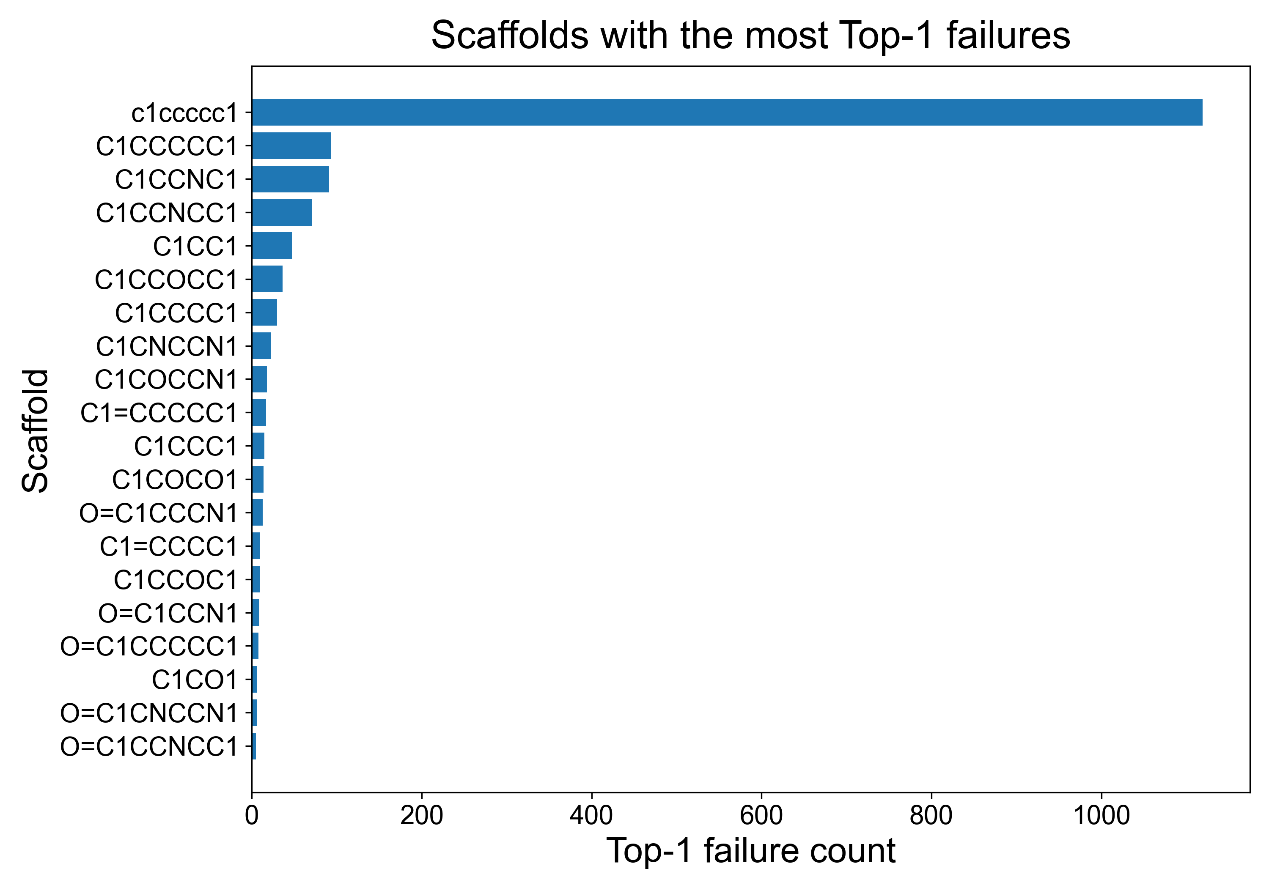 Scaffolds with the most Top-1 failures
Scaffold
c1ccccc1
C1CCCCC1
C1CCNC1
C1CCNCC1
C1CC1
C1CCOCC1
C1CCCC1
C1CNCCN1
C1COCCN1
C1=CCCCC1
C1CCC1
C1COCO1
O=C1CCCN1
C1=CCCC1
C1CCOC1
O=C1CCN1
O=C1CCCCC1
C1CO1
O=C1CNCCN1
O=C1CCNCC1
0 200 400 600 800 1000
Top-1 failure count